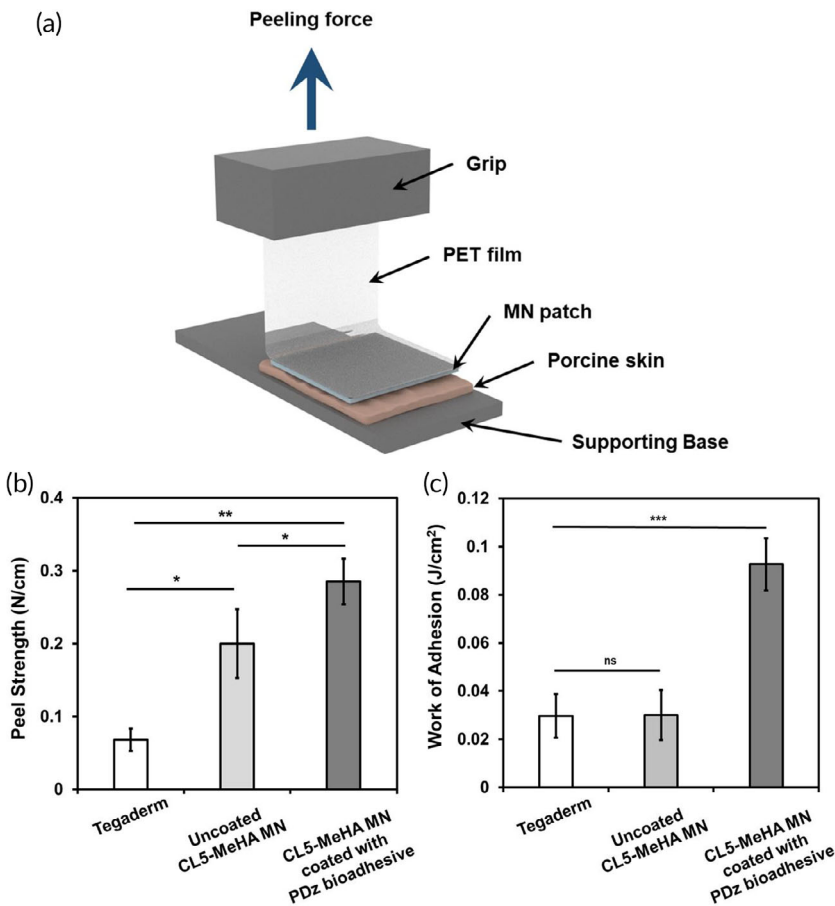 (a)
Peeling force
Grip
PET film
MN patch
Porcine skin
Supporting Base
(b)
Peel Strength (N/cm)
0.4
0.3
0.2
0.1
0
**
*
*
Tegaderm
Uncoated
CL5-MeHA MN
CL5-MeHA MN
coated with
PDz bioadhesive
(c)
Work of Adhesion (J/cm²)
0.12
0.1
0.08
0.06
0.04
0.02
0
***
ns
Tegaderm
Uncoated
CL5-MeHA MN
CL5-MeHA MN
coated with
PDz bioadhesive